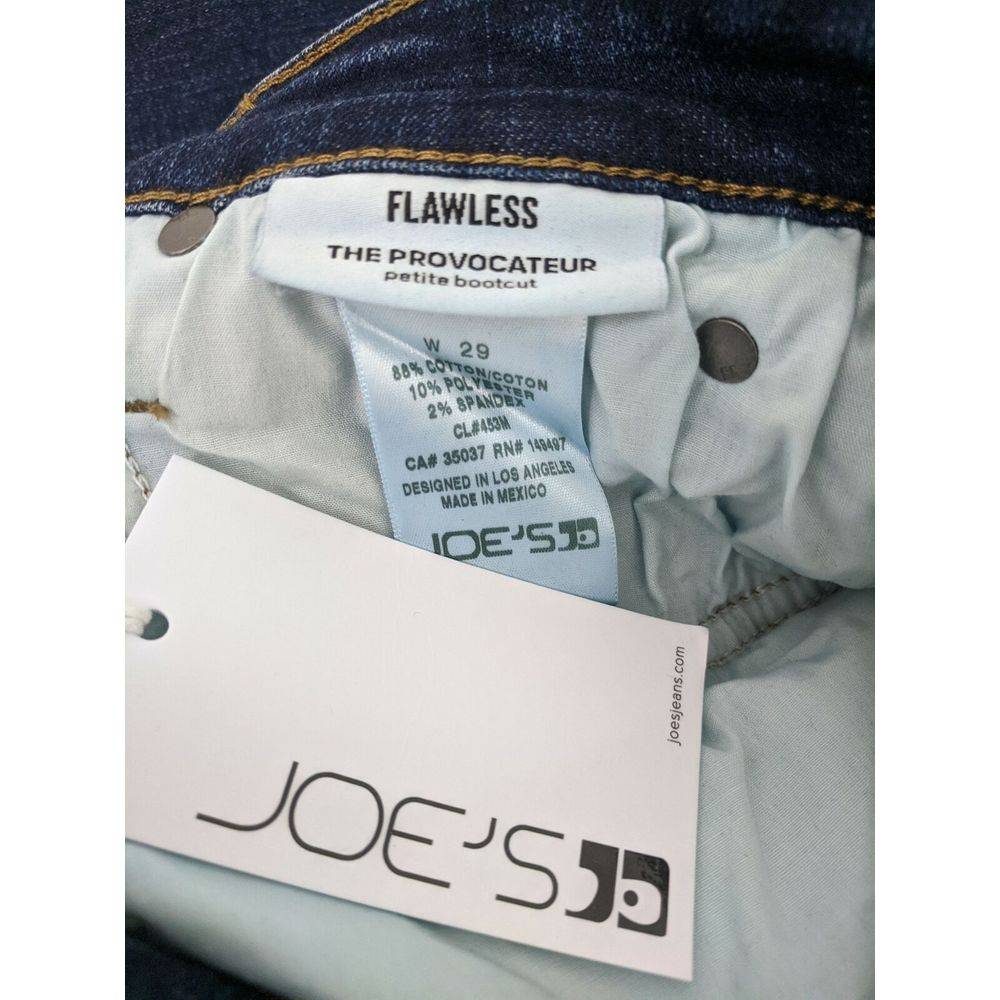 FLAWLESS
THE PROVOCATEUR
petite bootcut
W 29
88% COTTON/COTON
10% POLYESTER
2% SPANDEX
CL#453M
CA# 35037 RN# 149497
DESIGNED IN LOS ANGELES
MADE IN MEXICO
JOE'S
joesjeans.com
JOE'S